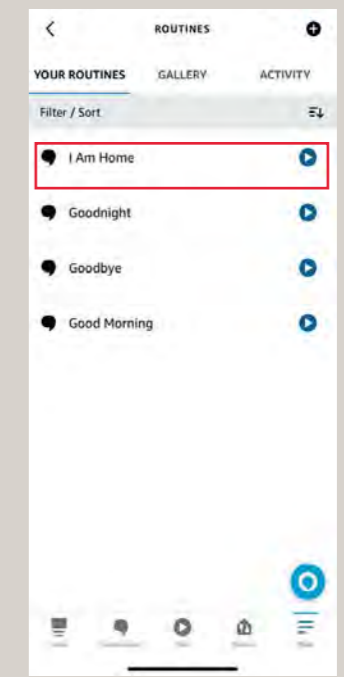 ROUTINES
YOUR ROUTINES GALLERY ACTIVITY
Filter / Sort
I Am Home
Goodnight
Goodbye
Good Morning